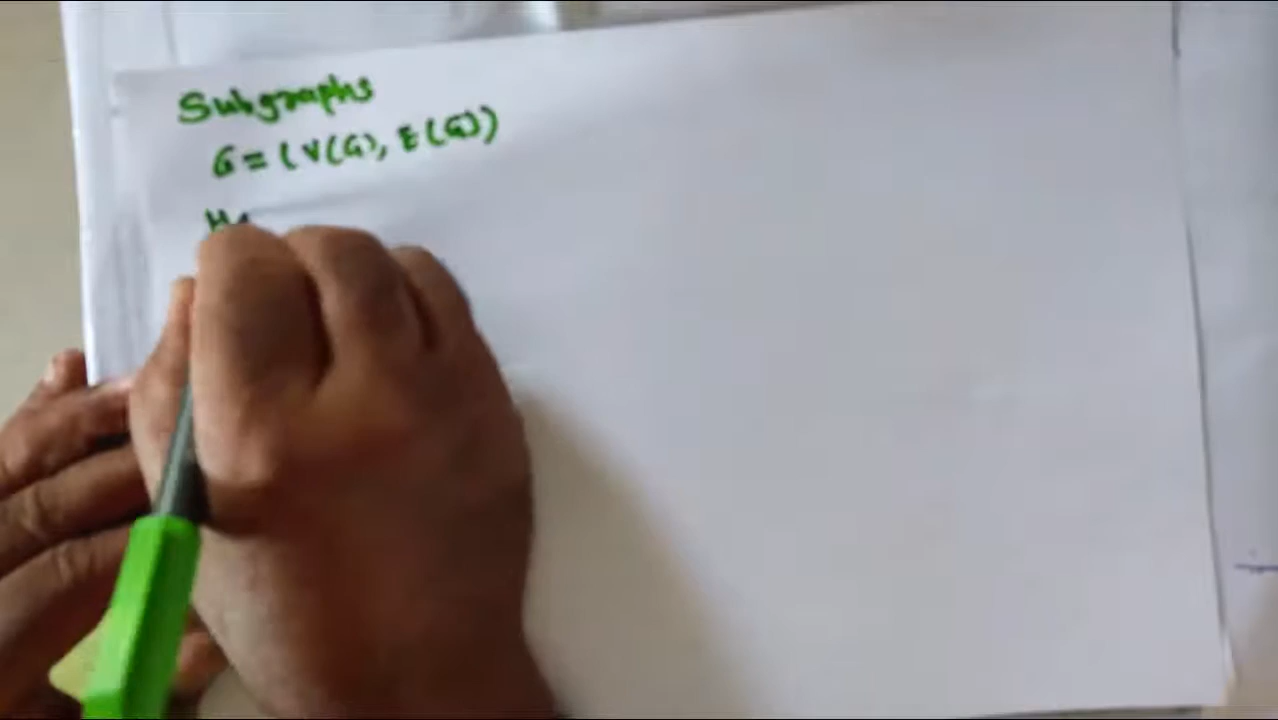 Subgraphs
G = (V(G), E(G))
H